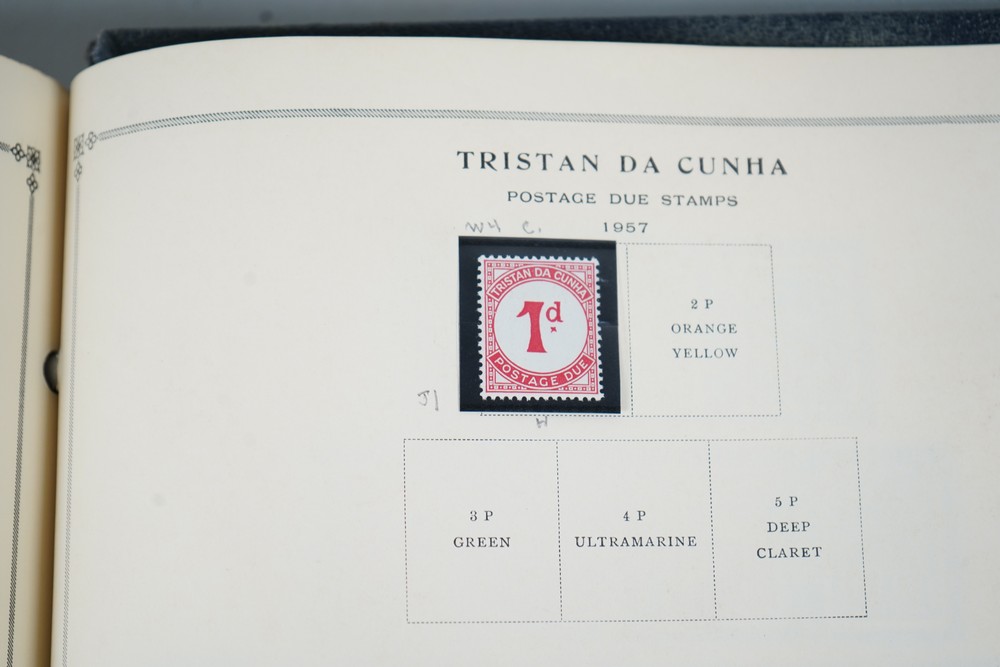 TRISTAN DA CUNHA
POSTAGE DUE STAMPS
1957
W4 C.
TRISTAN DA CUNHA
1d
POSTAGE DUE
J1
2 P
ORANGE
YELLOW
3 P
GREEN
4 P
ULTRAMARINE
5 P
DEEP
CLARET